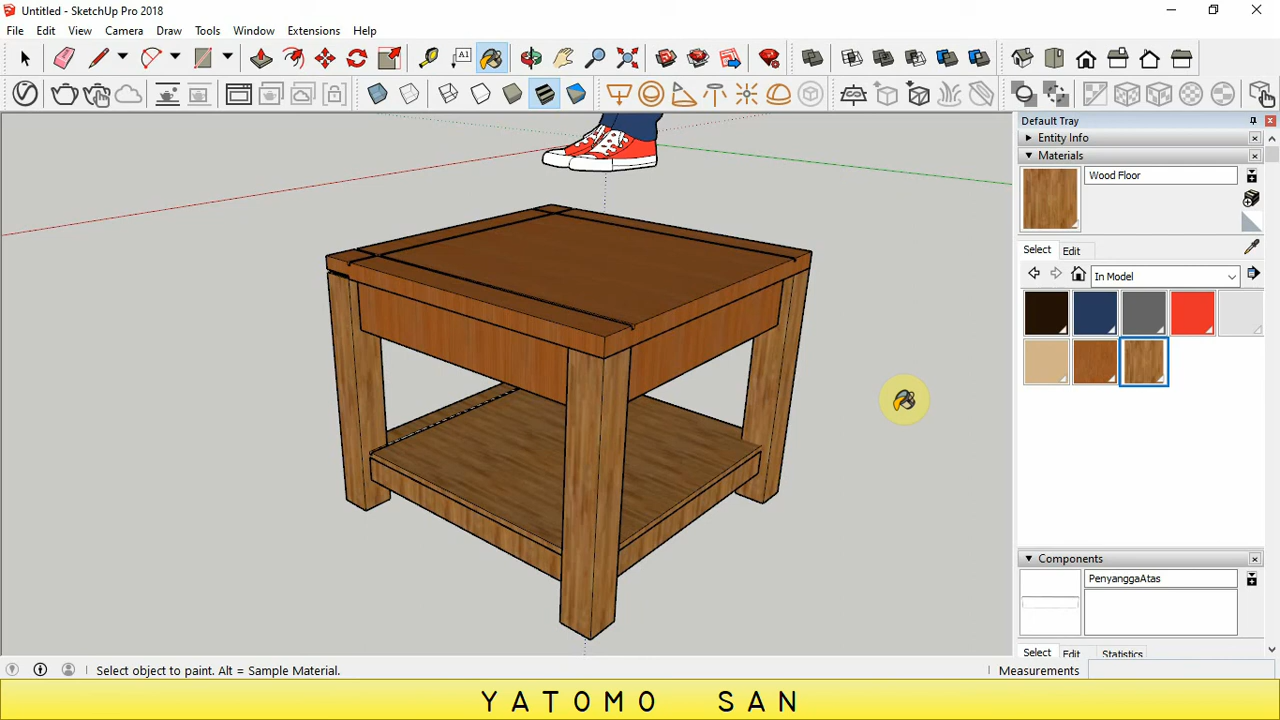 Untitled - SketchUp Pro 2018
File Edit View Camera Draw Tools Window Extensions Help
A1
Default Tray
Entity Info
Materials
Wood Floor
Select Edit
In Model
Components
PenyanggaAtas
Select Edit Statistics
Select object to paint. Alt = Sample Material.
Measurements
YATOMO SAN